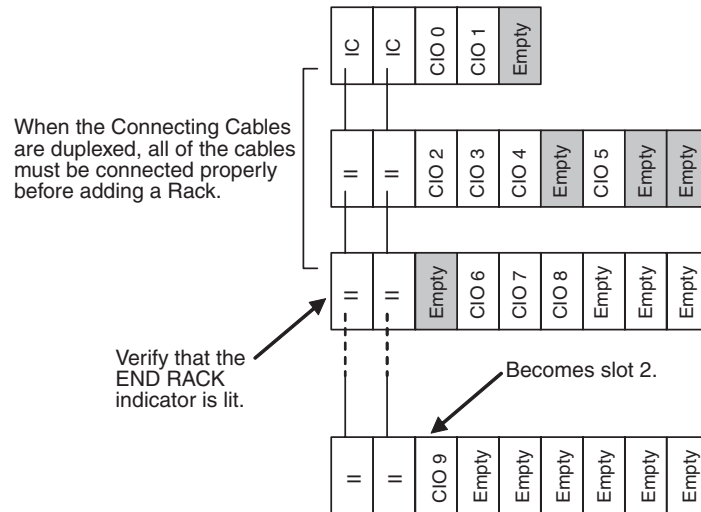 IC IC CIO 0 CIO 1 Empty
When the Connecting Cables
are duplexed, all of the cables
must be connected properly
before adding a Rack.
II II CIO 2 CIO 3 CIO 4 Empty CIO 5 Empty Empty
II II Empty CIO 6 CIO 7 CIO 8 Empty Empty Empty
Verify that the
END RACK
indicator is lit.
Becomes slot 2.
II II CIO 9 Empty Empty Empty Empty Empty Empty